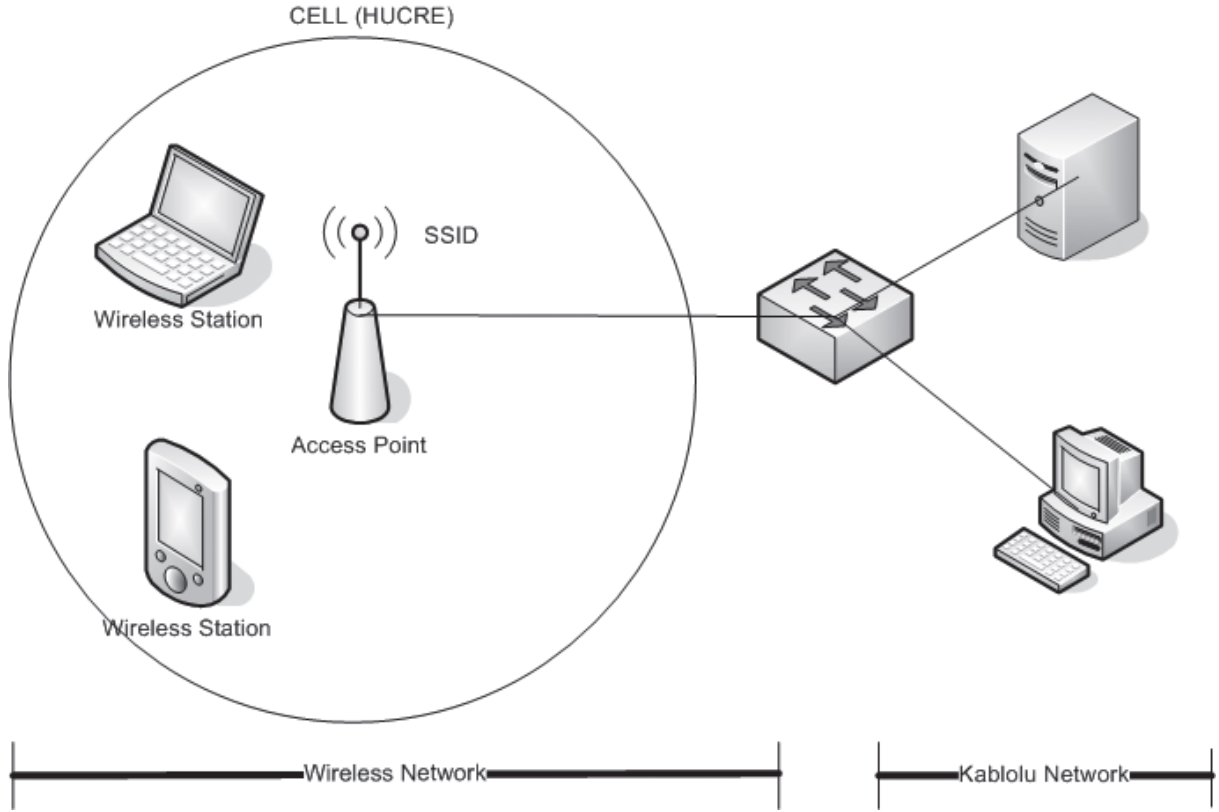 CELL (HUCRE)
SSID
Wireless Station
Access Point
Wireless Station
Wireless Network
Kablolu Network